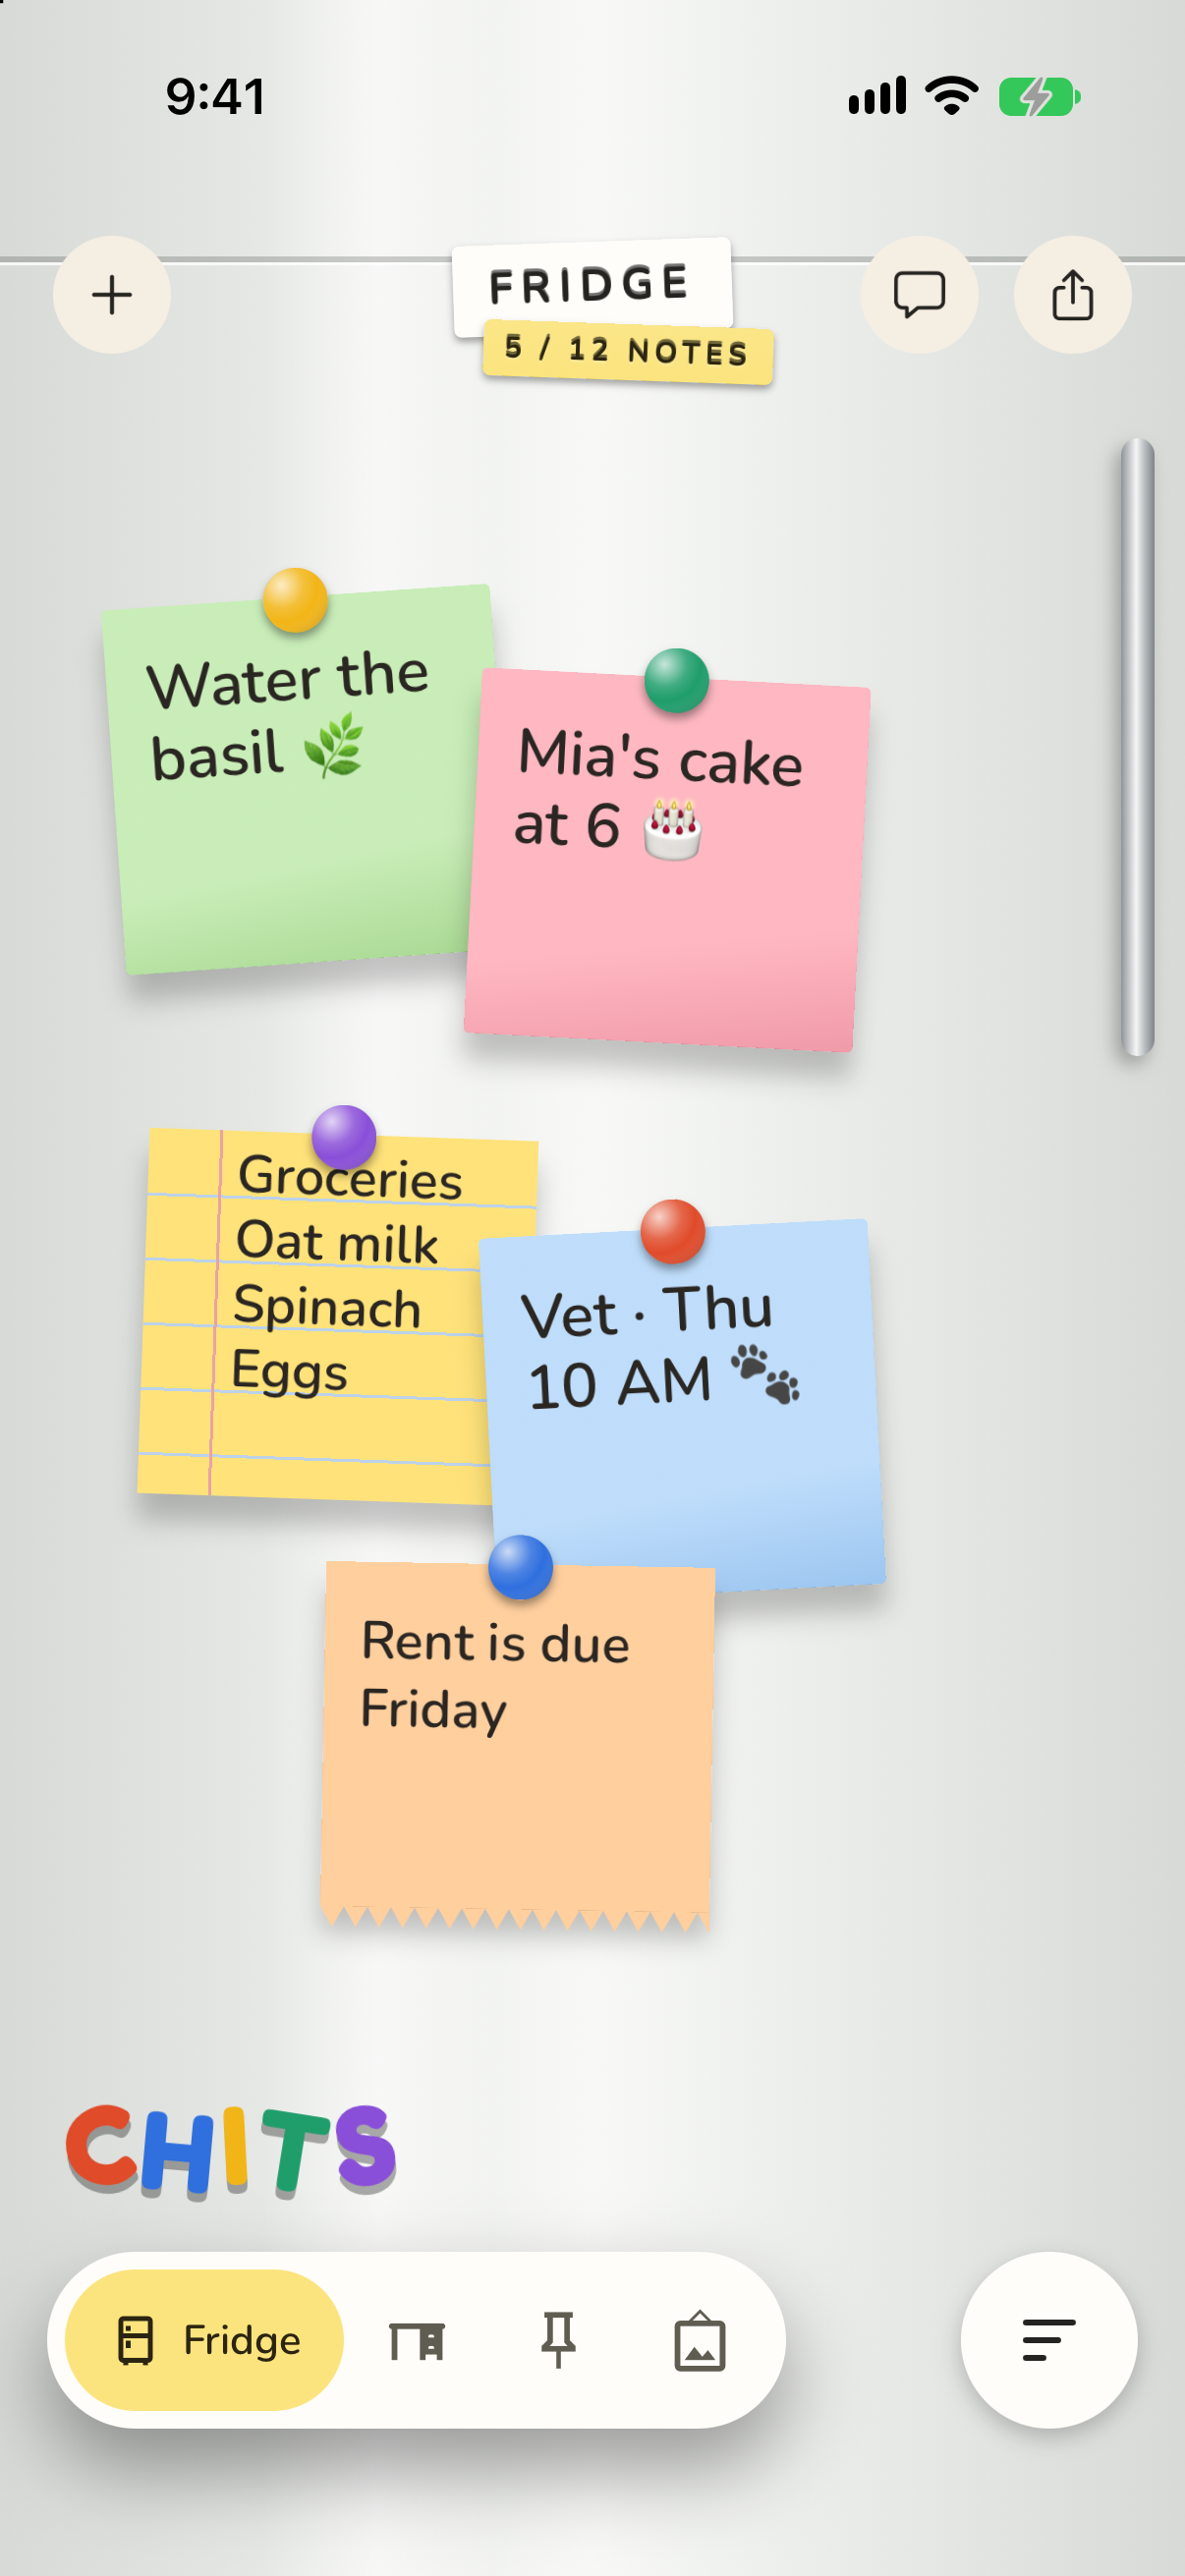 9:41
FRIDGE
5 / 12 NOTES
Water the
basil 🌿
Mia's cake
at 6 🎂
Groceries
Oat milk
Spinach
Eggs
Vet · Thu
10 AM 🐾
Rent is due
Friday
CHITS
Fridge